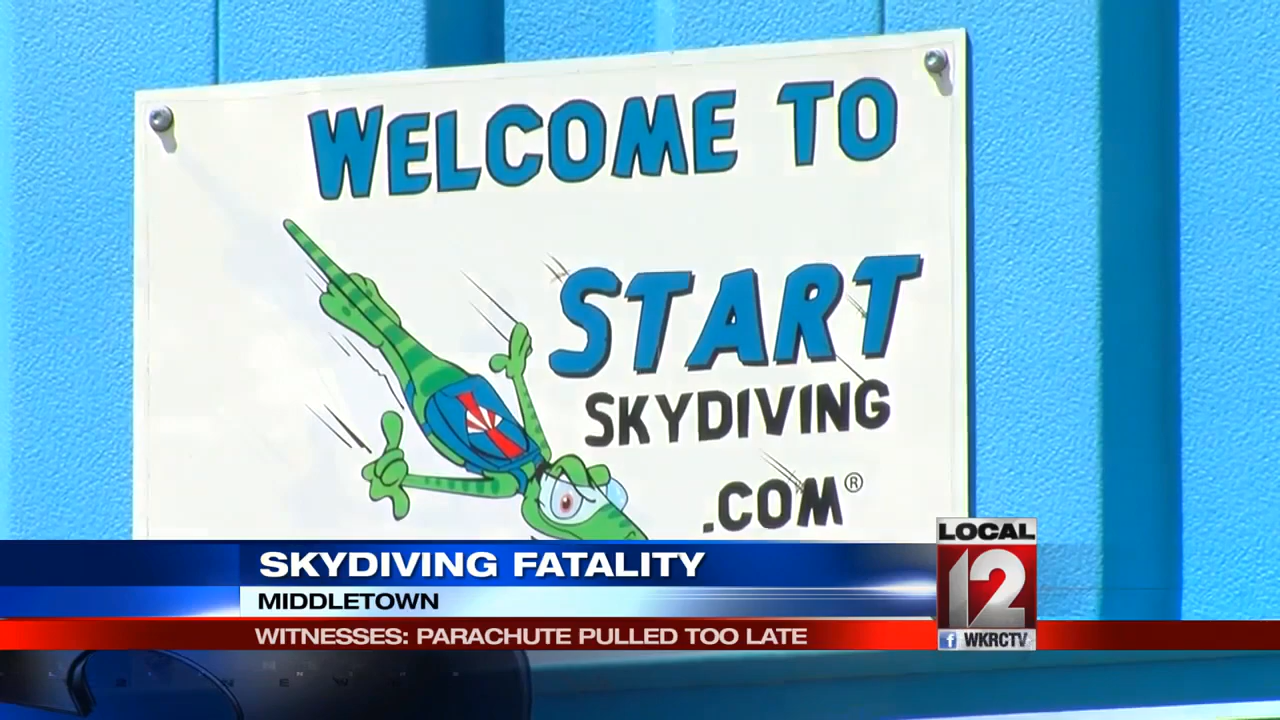 WELCOME TO
START
SKYDIVING
.COM®
SKYDIVING FATALITY
MIDDLETOWN
WITNESSES: PARACHUTE PULLED TOO LATE
LOCAL
12
f WKRCTV